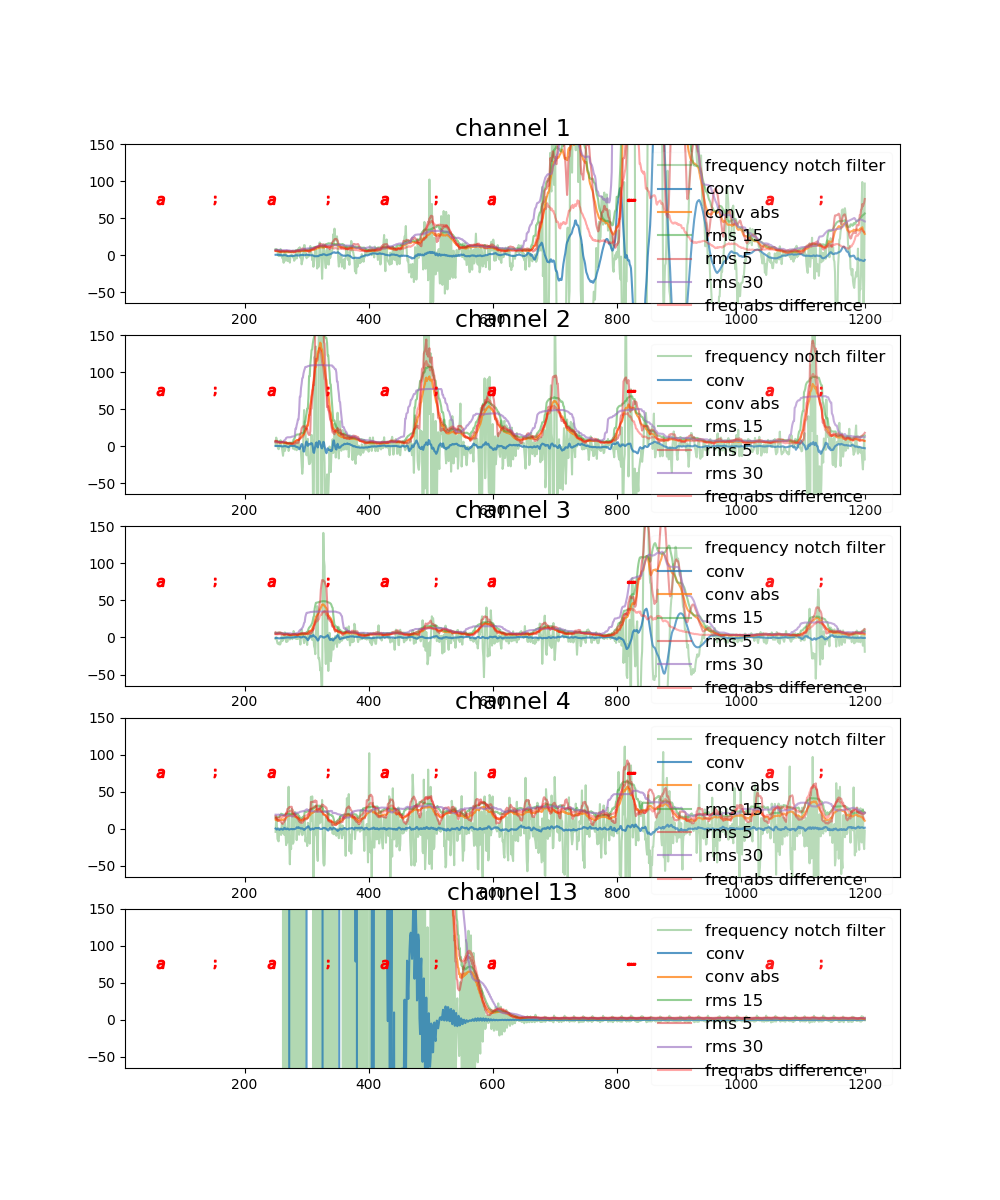 channel 1
150
100
50
0
−50
a ; a ; a ; a - a ;
frequency notch filter
conv
conv abs
rms 15
rms 5
rms 30
freq abs difference
200 400 600 800 1000 1200
channel 2
150
100
50
0
−50
a ; a ; a ; a - a ;
frequency notch filter
conv
conv abs
rms 15
rms 5
rms 30
freq abs difference
200 400 600 800 1000 1200
channel 3
150
100
50
0
−50
a ; a ; a ; a - a ;
frequency notch filter
conv
conv abs
rms 15
rms 5
rms 30
freq abs difference
200 400 600 800 1000 1200
channel 4
150
100
50
0
−50
a ; a ; a ; a - a ;
frequency notch filter
conv
conv abs
rms 15
rms 5
rms 30
freq abs difference
200 400 600 800 1000 1200
channel 13
150
100
50
0
−50
a ; a ; a ; a - a ;
frequency notch filter
conv
conv abs
rms 15
rms 5
rms 30
freq abs difference
200 400 600 800 1000 1200